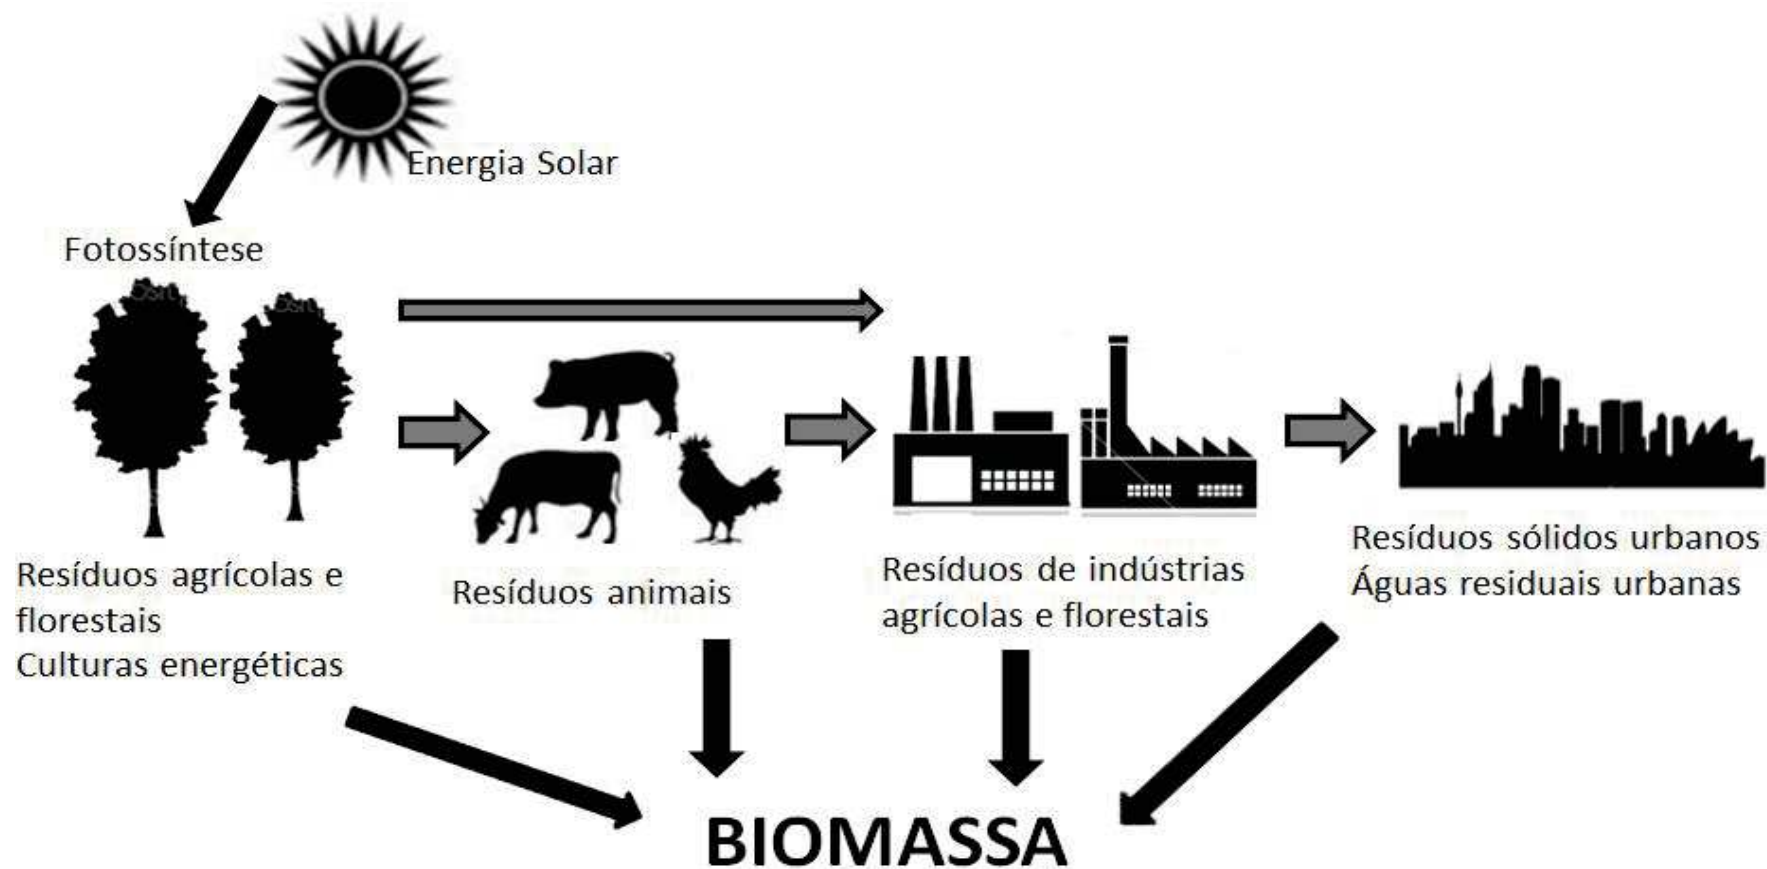 Energia Solar
Fotossíntese
Resíduos agrícolas e
florestais
Culturas energéticas
Resíduos animais
Resíduos de indústrias
agrícolas e florestais
Resíduos sólidos urbanos
Águas residuais urbanas
BIOMASSA